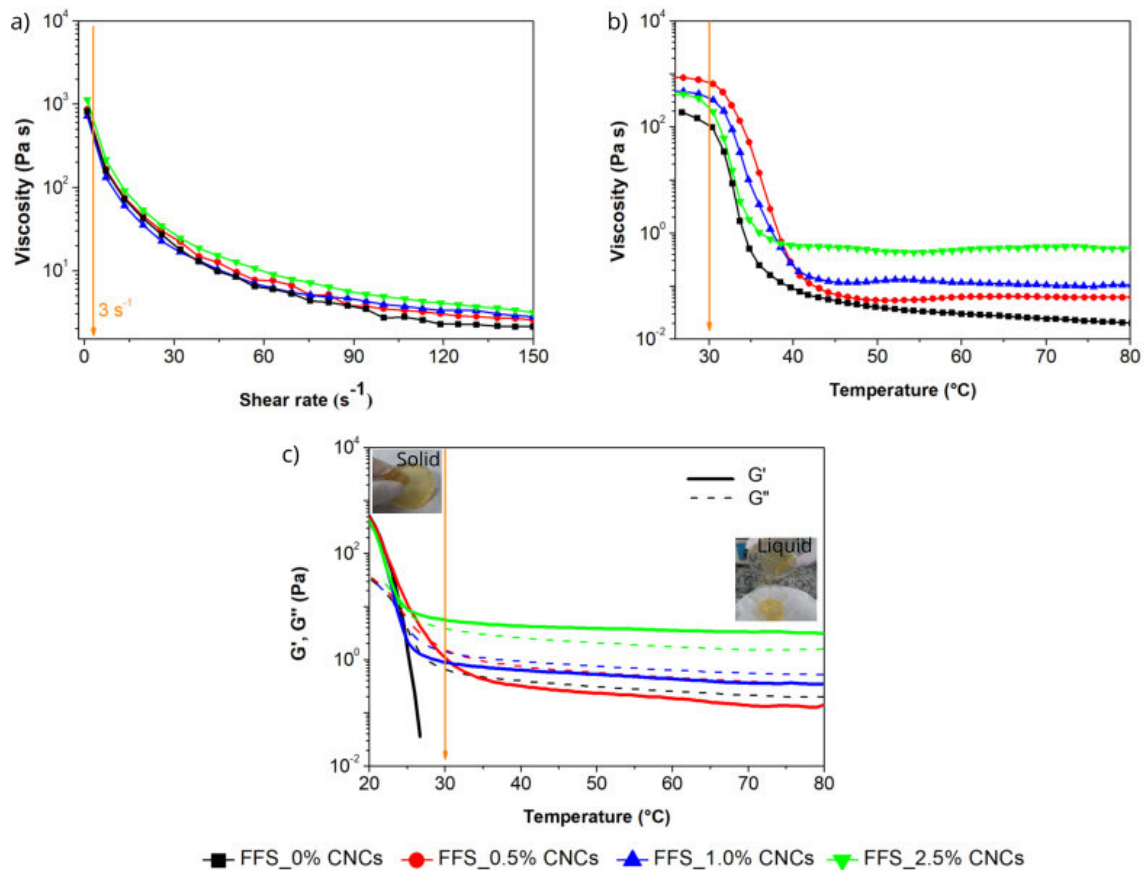 a)
10⁴
10³
10²
10¹
Viscosity (Pa s)
3 s⁻¹
0 30 60 90 120 150
Shear rate (s⁻¹)
b)
10⁴
10²
10⁰
10⁻²
Viscosity (Pa s)
30 40 50 60 70 80
Temperature (°C)
c)
10⁴
10²
10⁰
10⁻²
G', G'' (Pa)
Solid
G'
G''
Liquid
20 30 40 50 60 70 80
Temperature (°C)
FFS_0% CNCs FFS_0.5% CNCs FFS_1.0% CNCs FFS_2.5% CNCs